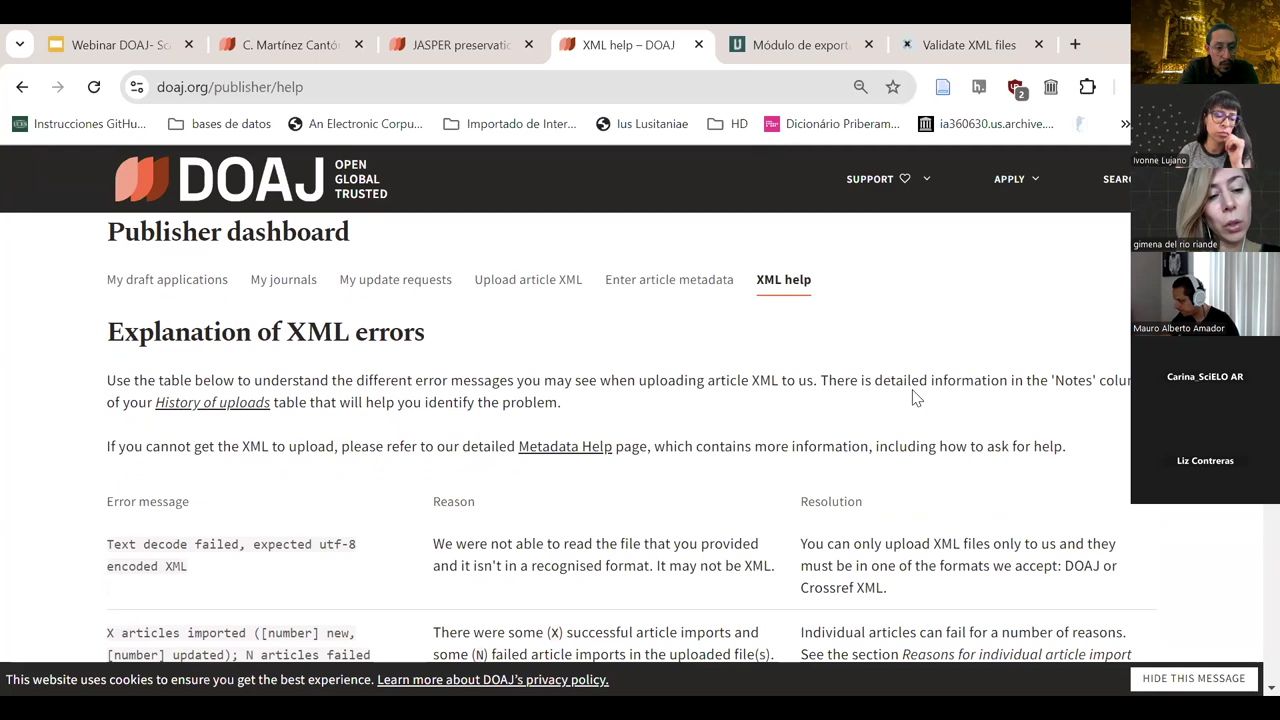 Webinar DOAJ- Sc
C. Martínez Cantó
JASPER preservatio
XML help – DOAJ
Módulo de export
Validate XML files
doaj.org/publisher/help
2
Instrucciones GitHu...
bases de datos
An Electronic Corpu...
Importado de Inter...
Ius Lusitaniae
HD
Dicionário Priberam...
ia360630.us.archive....
DOAJ
OPEN
GLOBAL
TRUSTED
SUPPORT
APPLY
SEARC
Publisher dashboard
My draft applications
My journals
My update requests
Upload article XML
Enter article metadata
XML help
Explanation of XML errors
Use the table below to understand the different error messages you may see when uploading article XML to us. There is detailed information in the 'Notes' colun
of your History of uploads table that will help you identify the problem.
If you cannot get the XML to upload, please refer to our detailed Metadata Help page, which contains more information, including how to ask for help.
Error message
Reason
Resolution
Text decode failed, expected utf-8
encoded XML
We were not able to read the file that you provided
and it isn't in a recognised format. It may not be XML.
You can only upload XML files only to us and they
must be in one of the formats we accept: DOAJ or
Crossref XML.
X articles imported ([number] new,
[number] updated); N articles failed
There were some (X) successful article imports and
some (N) failed article imports in the uploaded file(s).
Individual articles can fail for a number of reasons.
See the section Reasons for individual article import
This website uses cookies to ensure you get the best experience. Learn more about DOAJ's privacy policy.
HIDE THIS MESSAGE
Ivonne Lujano
gimena del rio riande
Mauro Alberto Amador
Carina_SciELO AR
Liz Contreras